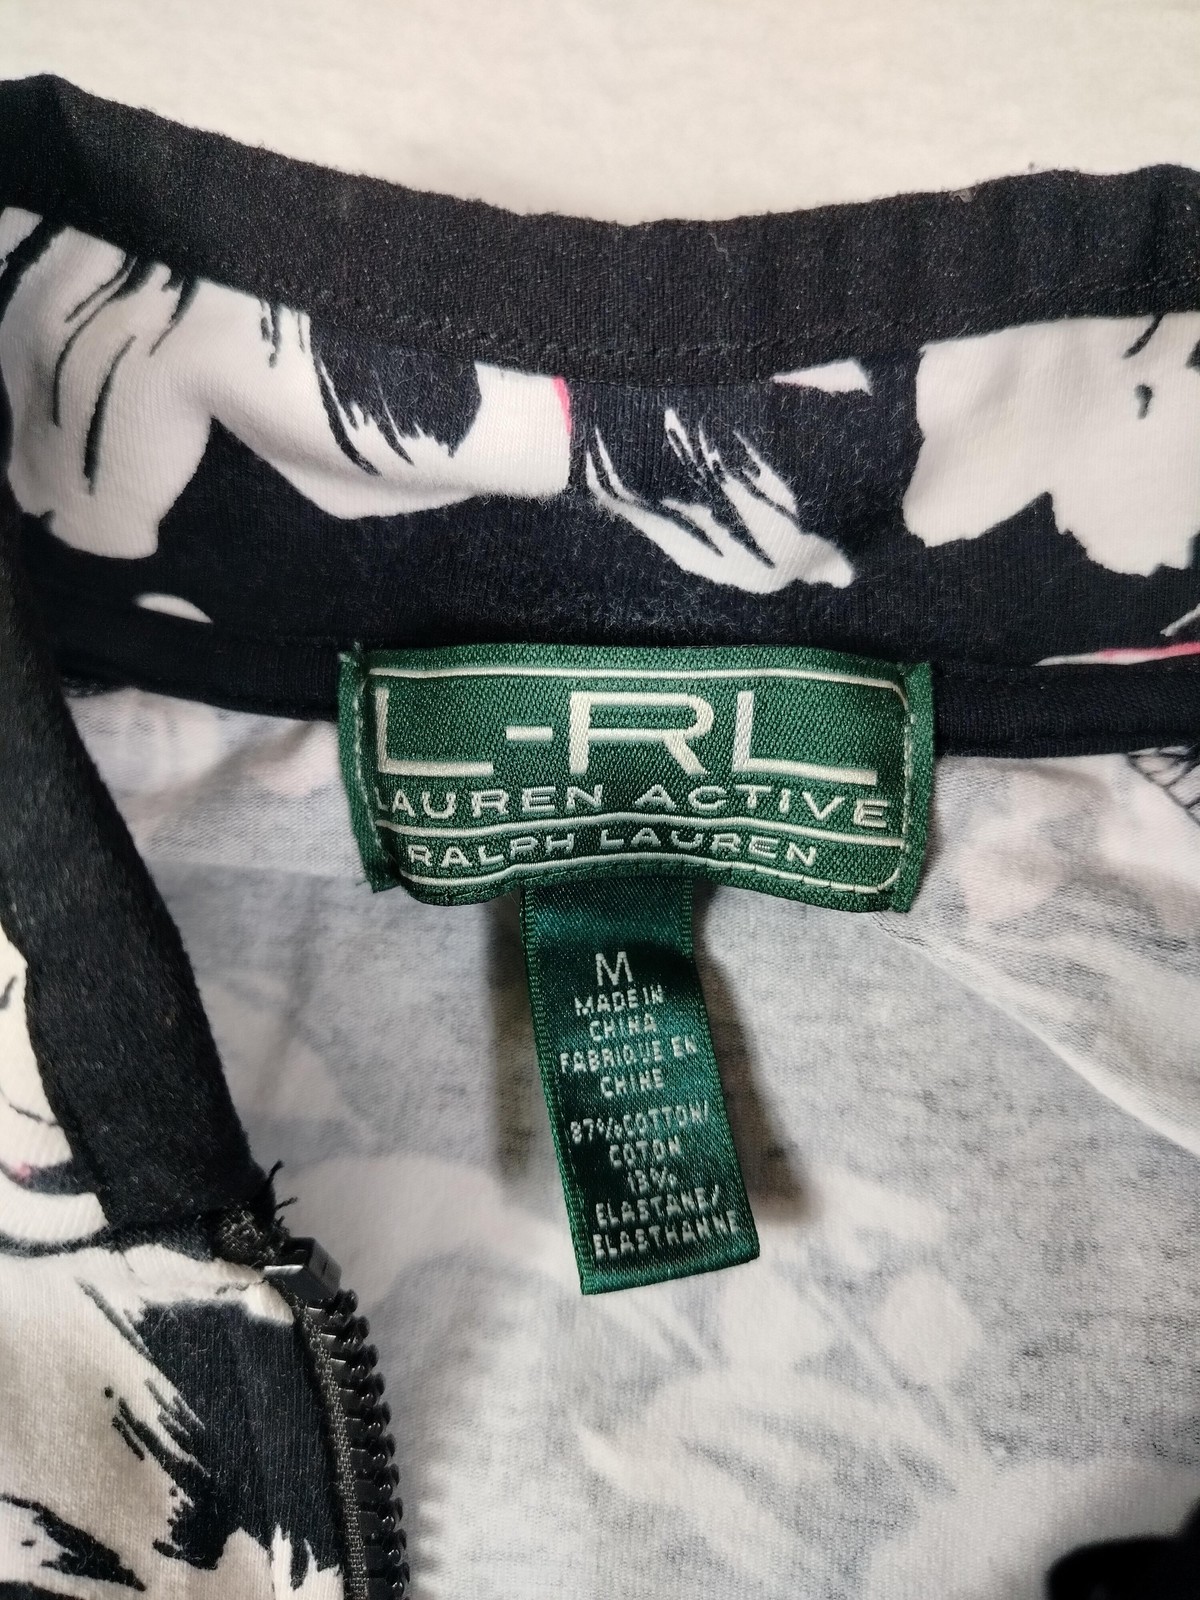 L-RL
LAUREN ACTIVE
RALPH LAUREN
M
MADE IN
CHINA
FABRIQUE EN
CHINE
87% COTTON/
COTON
13%
ELASTANE/
ELASTHANNE